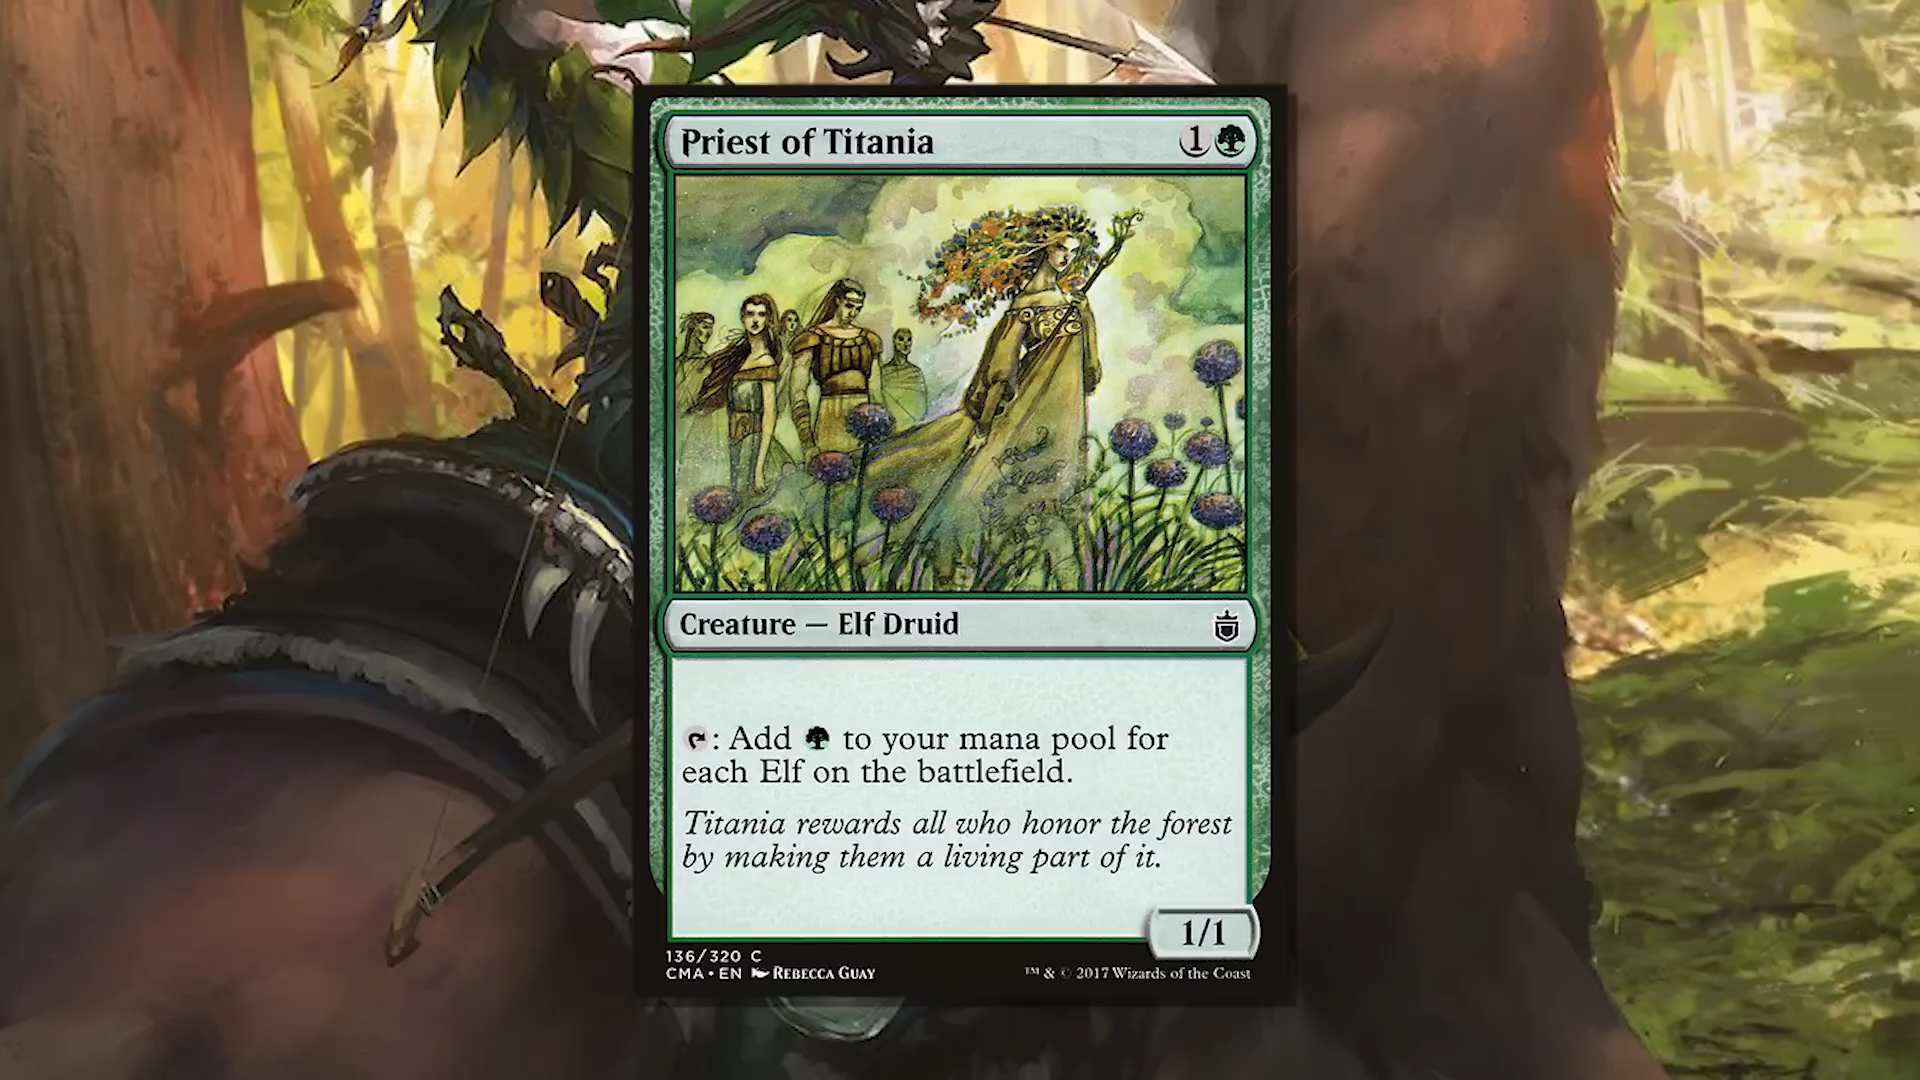 Priest of Titania 1
Creature — Elf Druid
: Add to your mana pool for
each Elf on the battlefield.
Titania rewards all who honor the forest
by making them a living part of it.
1/1
136/320 C
CMA • EN Rebecca Guay
™ & © 2017 Wizards of the Coast